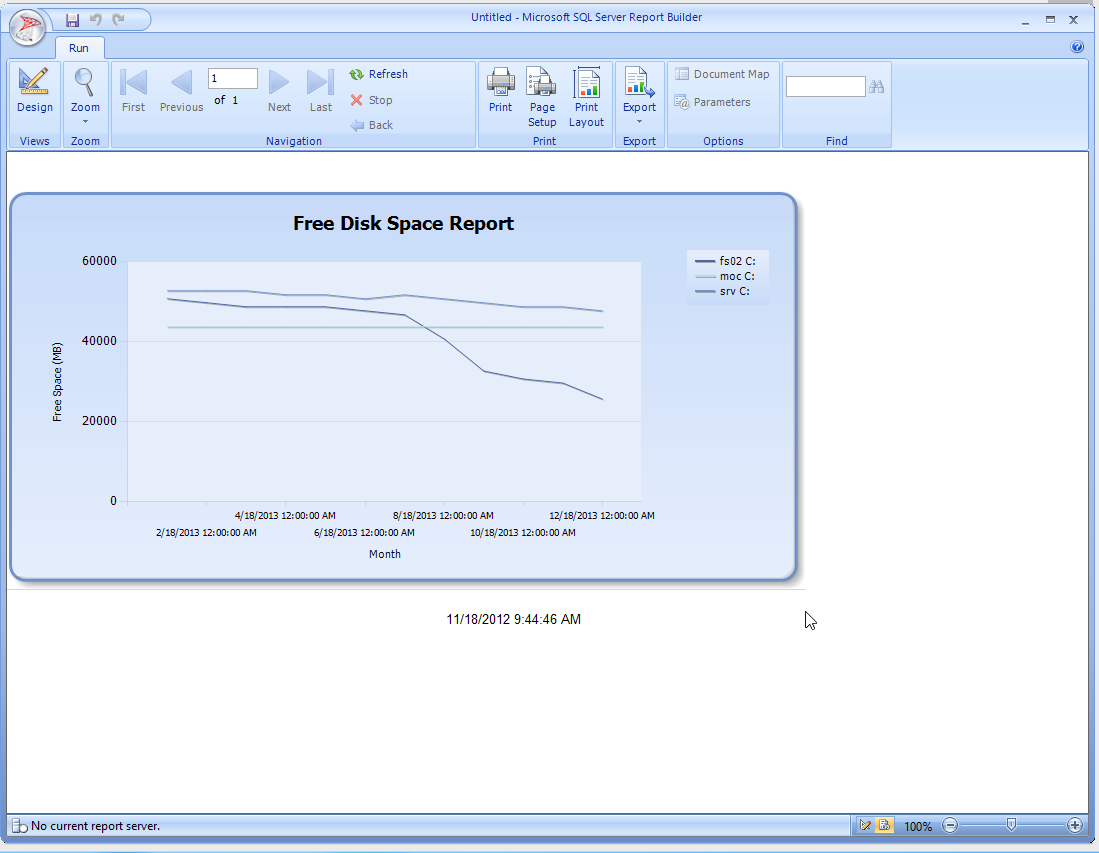 Untitled - Microsoft SQL Server Report Builder
Run
Design
Zoom
First
Previous
1
of 1
Next
Last
Refresh
Stop
Back
Print
Page Setup
Print Layout
Export
Document Map
Parameters
Views
Zoom
Navigation
Print
Export
Options
Find
Free Disk Space Report
fs02 C:
moc C:
srv C:
60000
40000
20000
0
Free Space (MB)
4/18/2013 12:00:00 AM
8/18/2013 12:00:00 AM
12/18/2013 12:00:00 AM
2/18/2013 12:00:00 AM
6/18/2013 12:00:00 AM
10/18/2013 12:00:00 AM
Month
11/18/2012 9:44:46 AM
No current report server.
100%